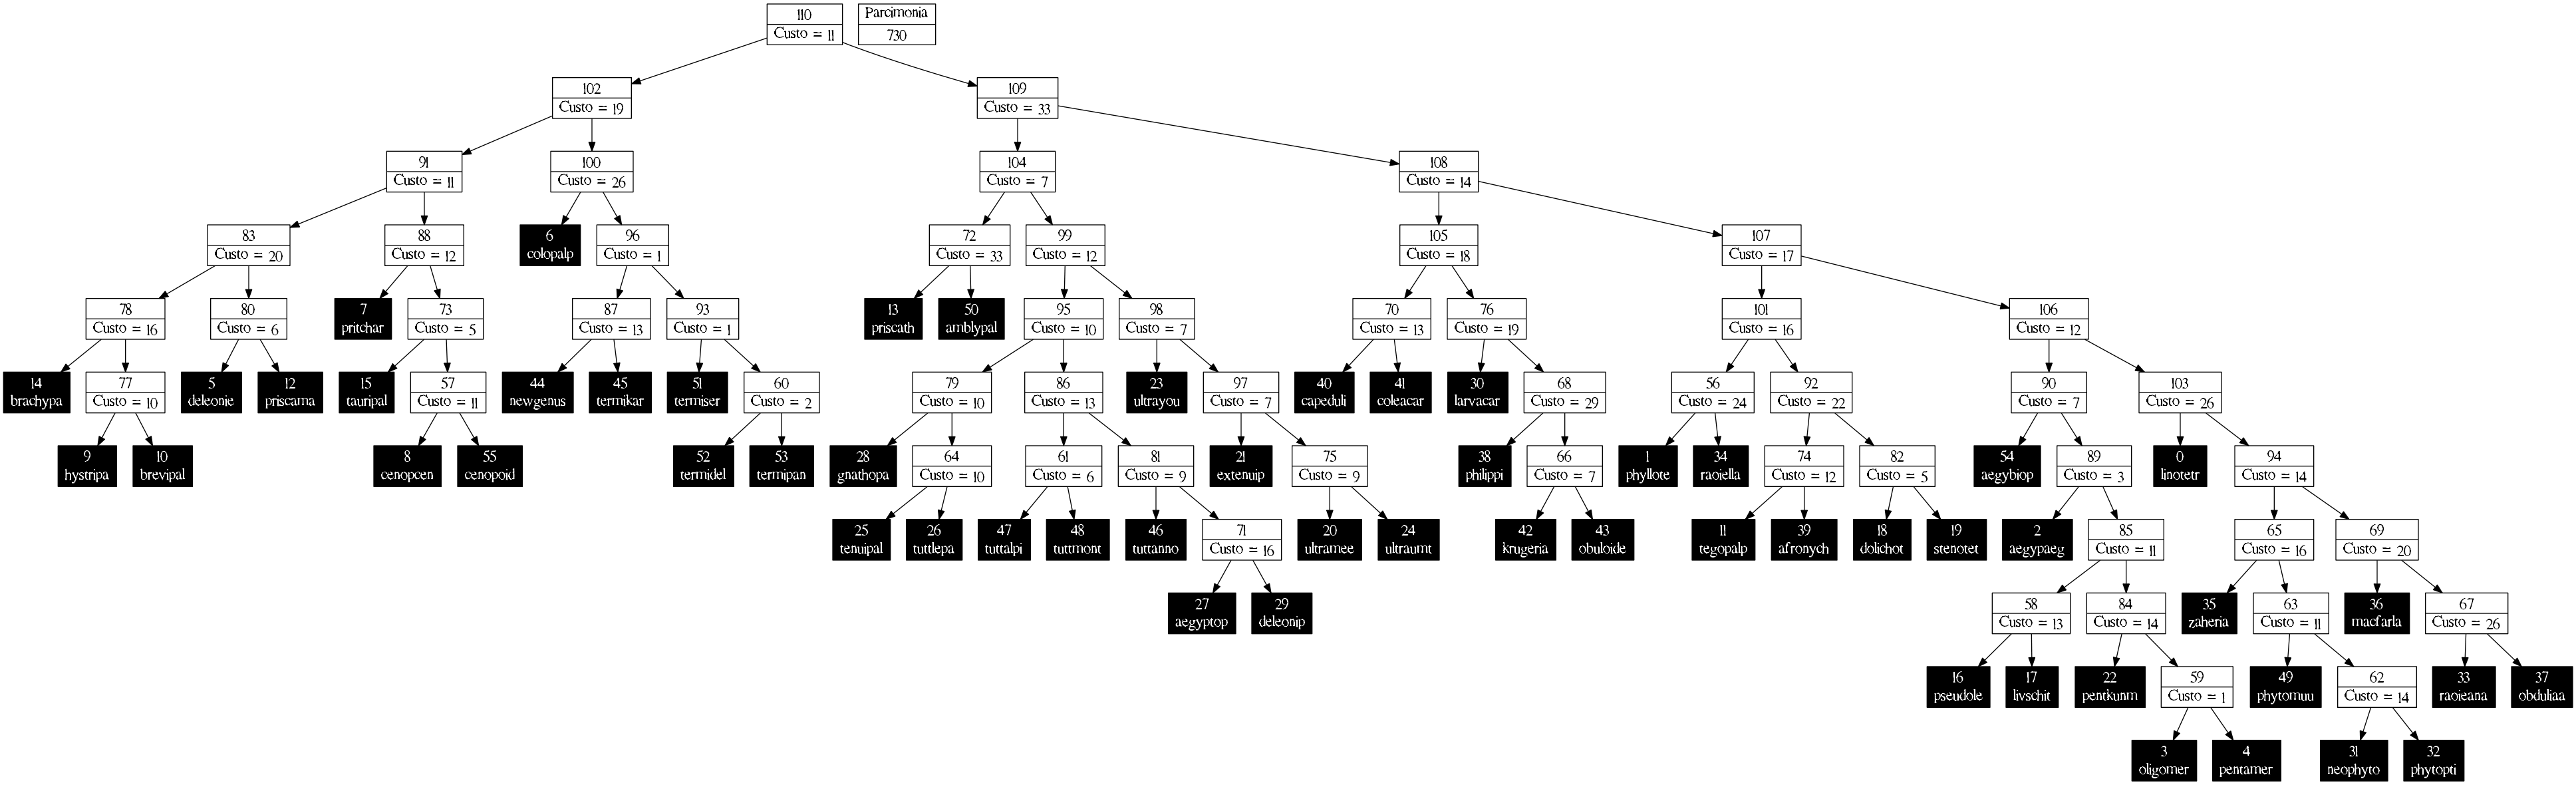 110
Custo = 11
Parcimonia
730
102
Custo = 19
109
Custo = 33
91
Custo = 11
100
Custo = 26
104
Custo = 7
108
Custo = 14
83
Custo = 20
88
Custo = 12
6
colopalp
96
Custo = 1
72
Custo = 33
99
Custo = 12
105
Custo = 18
107
Custo = 17
78
Custo = 16
80
Custo = 6
7
pritchar
73
Custo = 5
87
Custo = 13
93
Custo = 1
13
priscath
50
amblypal
95
Custo = 10
98
Custo = 7
70
Custo = 13
76
Custo = 19
101
Custo = 16
106
Custo = 12
14
brachypa
77
Custo = 10
5
deleonie
12
priscama
15
tauripal
57
Custo = 11
44
newgenus
45
termikar
51
termiser
60
Custo = 2
79
Custo = 10
86
Custo = 13
23
ultrayou
97
Custo = 7
40
capeduli
41
coleacar
30
larvacar
68
Custo = 29
56
Custo = 24
92
Custo = 22
90
Custo = 7
103
Custo = 26
9
hystripa
10
brevipal
8
cenopcen
55
cenopoid
52
termidel
53
termipan
28
gnathopa
64
Custo = 10
61
Custo = 6
81
Custo = 9
21
extenuip
75
Custo = 9
38
philippi
66
Custo = 7
1
phyllote
34
raoiella
74
Custo = 12
82
Custo = 5
54
aegybiop
89
Custo = 3
0
linotetr
94
Custo = 14
25
tenuipal
26
tuttlepa
47
tuttalpi
48
tuttmont
46
tuttanno
71
Custo = 16
20
ultramee
24
ultraumt
42
krugeria
43
obuloide
11
tegopalp
39
afronych
18
dolichot
19
stenotet
2
aegypaeg
85
Custo = 11
65
Custo = 16
69
Custo = 20
27
aegyptop
29
deleonip
58
Custo = 13
84
Custo = 14
35
zaheria
63
Custo = 11
36
macfarla
67
Custo = 26
16
pseudole
17
livschit
22
pentkunm
59
Custo = 1
49
phytomuu
62
Custo = 14
33
raoieana
37
obduliaa
3
oligomer
4
pentamer
31
neophyto
32
phytopti